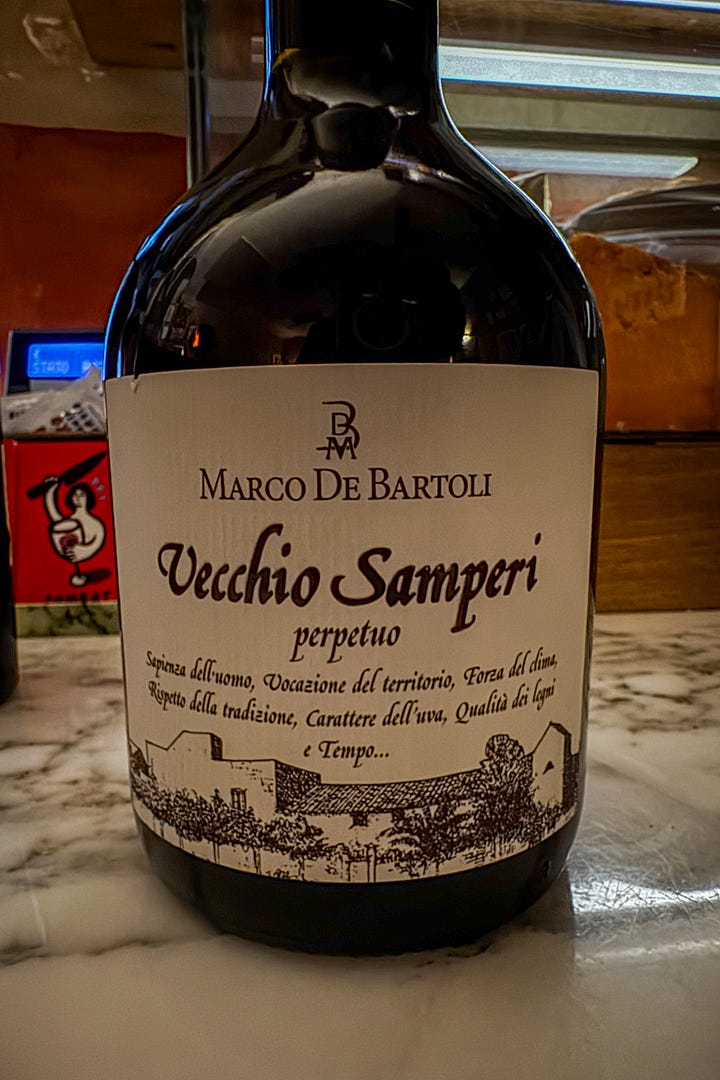 MARCO DE BARTOLI
Vecchio Samperi
perpetuo
Sapienza dell'uomo, Vocazione del territorio, Forza del clima,
Rispetto della tradizione, Carattere dell'uva, Qualità dei legni
e Tempo...